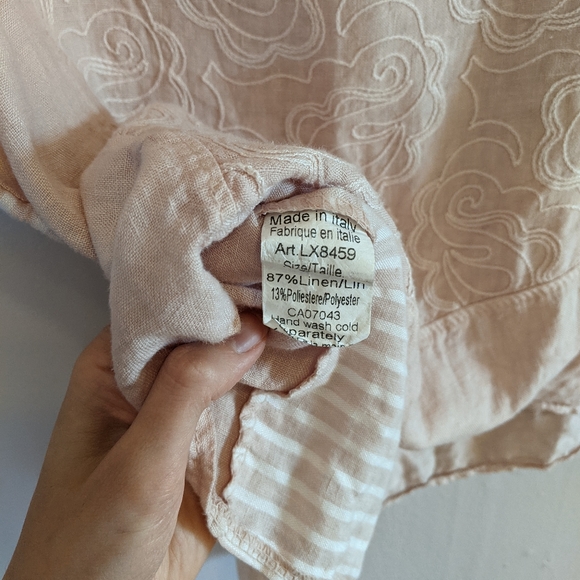 Made in Italy
Fabrique en italie
Art.LX8459
Size/Taille
87%Linen/Lin
13%Poliestere/Polyester
CA07043
Hand wash cold